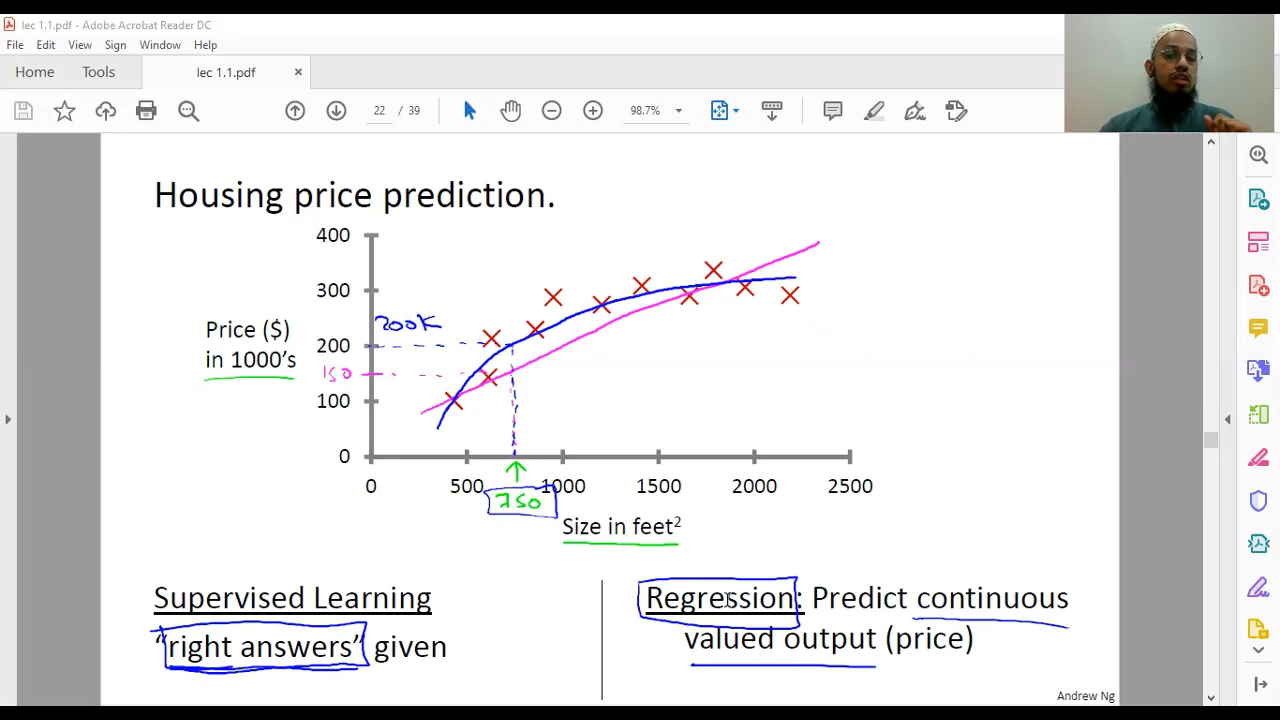 lec 1.1.pdf - Adobe Acrobat Reader DC
File Edit View Sign Window Help
Home Tools lec 1.1.pdf ×
22 / 39 98.7%
Housing price prediction.
400
300
200K
Price ($)
in 1000's
200
150
100
0
0 500 1000 1500 2000 2500
750
Size in feet²
Supervised Learning
"right answers" given
Regression: Predict continuous
valued output (price)
Andrew Ng